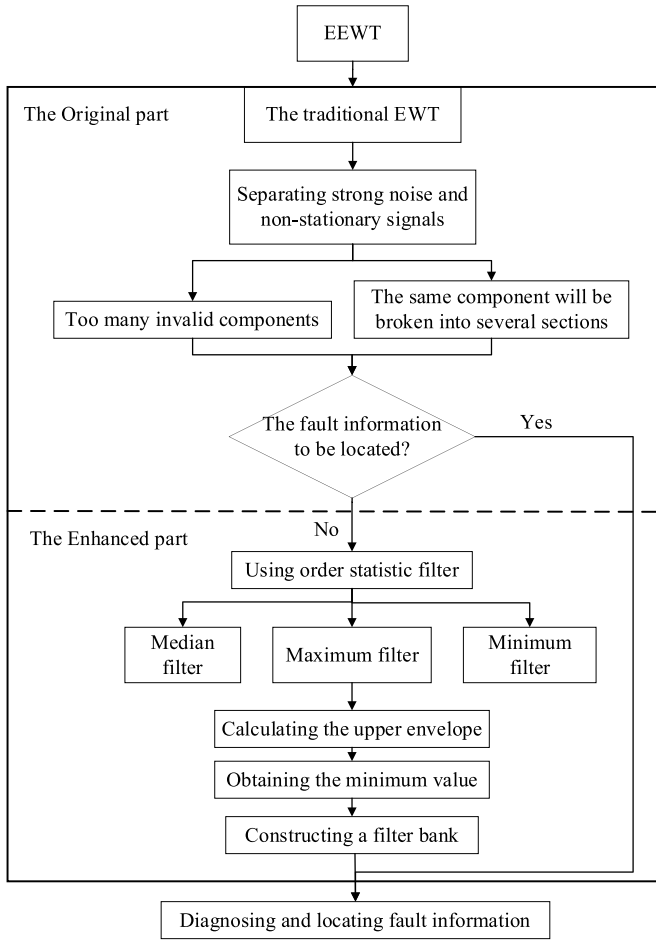 EEWT
The Original part
The traditional EWT
Separating strong noise and
non-stationary signals
Too many invalid components
The same component will be
broken into several sections
The fault information
to be located?
Yes
No
The Enhanced part
Using order statistic filter
Median
filter
Maximum filter
Minimum
filter
Calculating the upper envelope
Obtaining the minimum value
Constructing a filter bank
Diagnosing and locating fault information